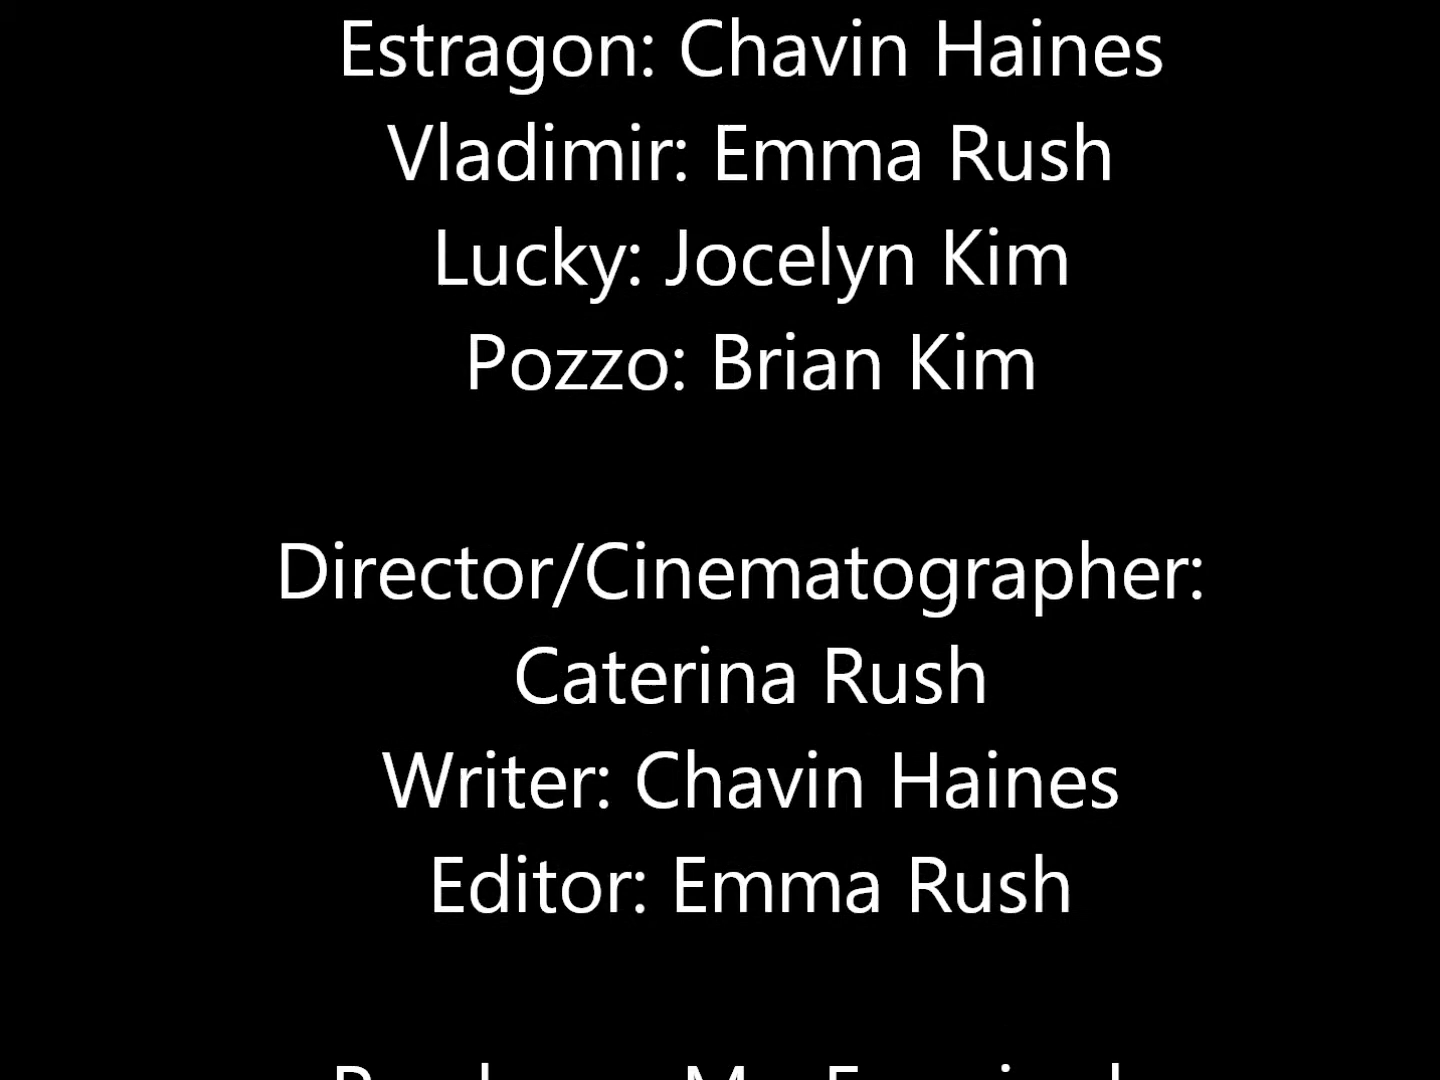 Estragon: Chavin Haines
Vladimir: Emma Rush
Lucky: Jocelyn Kim
Pozzo: Brian Kim
Director/Cinematographer:
Caterina Rush
Writer: Chavin Haines
Editor: Emma Rush